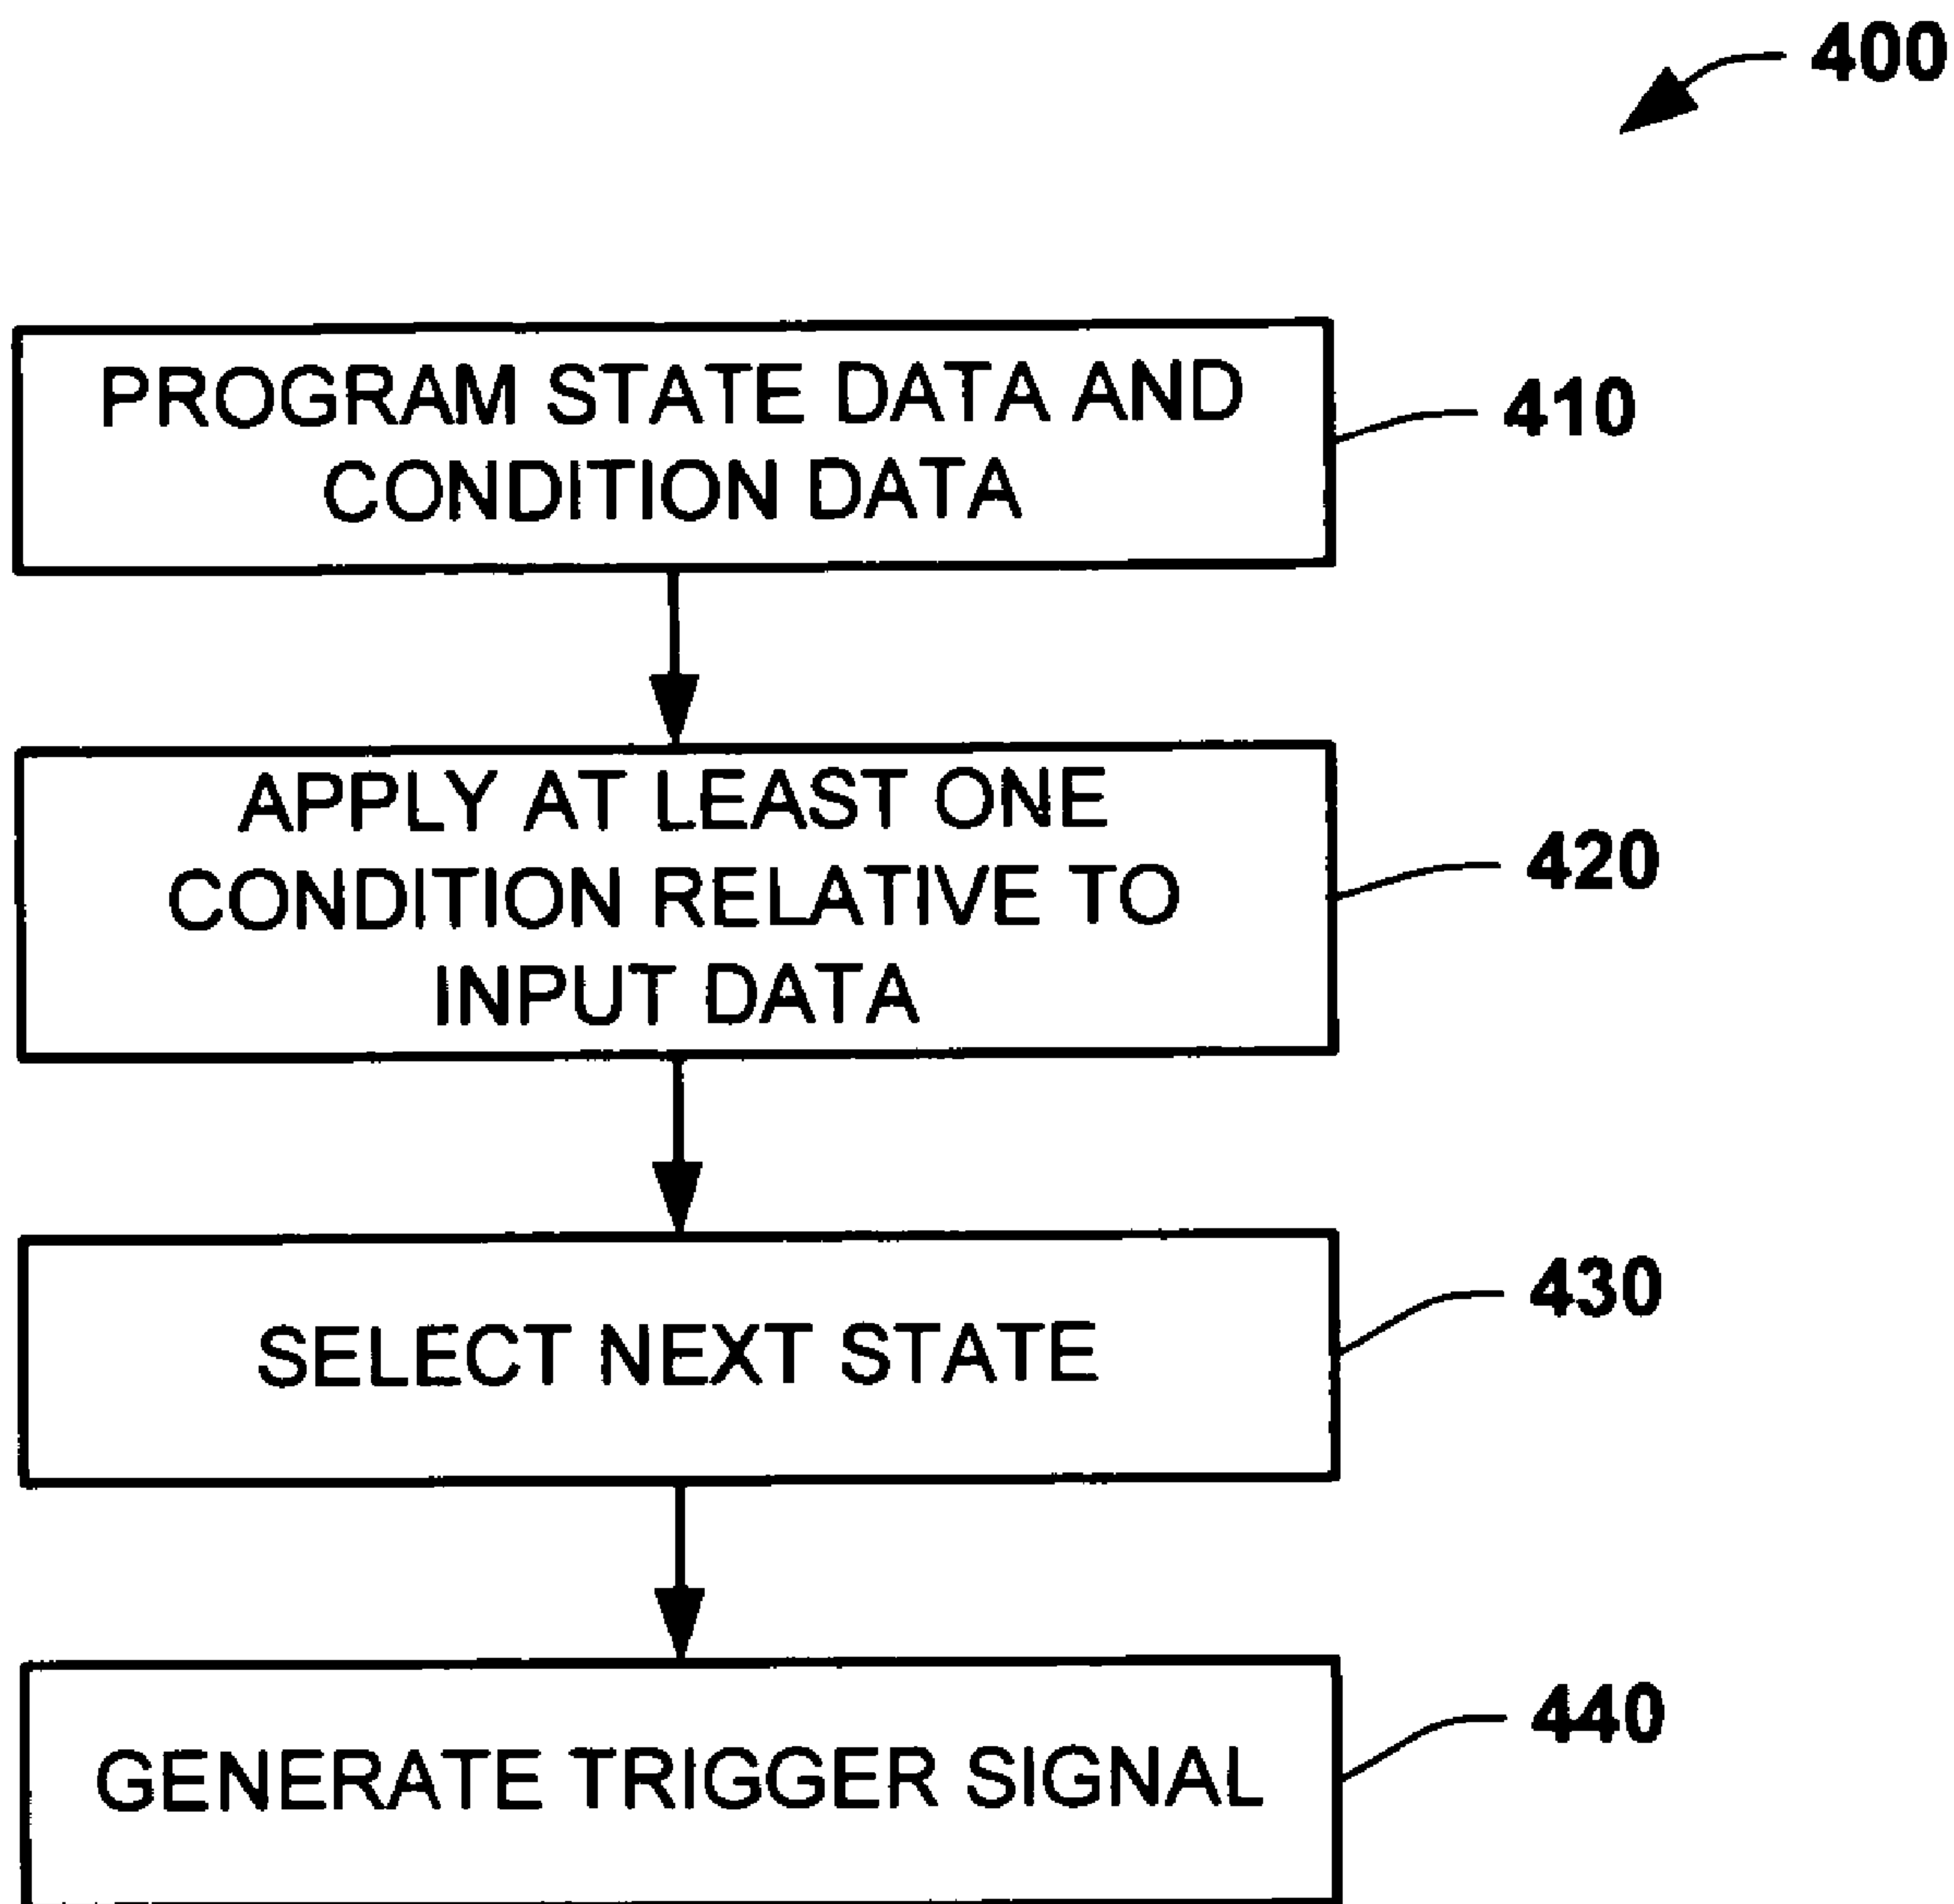 400
PROGRAM STATE DATA AND
CONDITION DATA
410
APPLY AT LEAST ONE
CONDITION RELATIVE TO
INPUT DATA
420
SELECT NEXT STATE
430
GENERATE TRIGGER SIGNAL
440